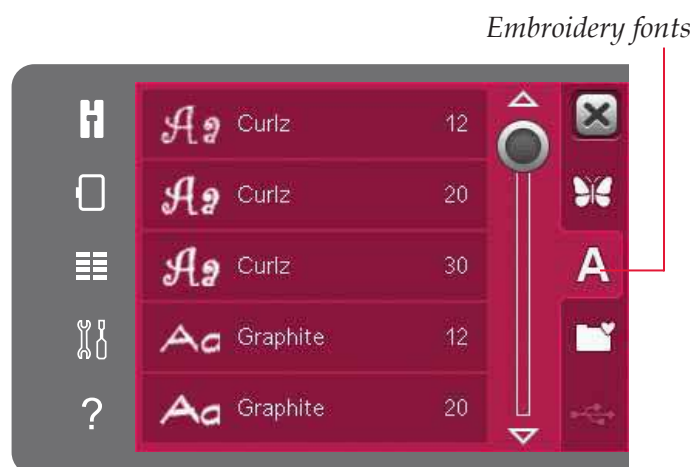 Embroidery fonts
Aa Curlz 12
Aa Curlz 20
A
Aa Curlz 30
Aa Graphite 12
? Aa Graphite 20